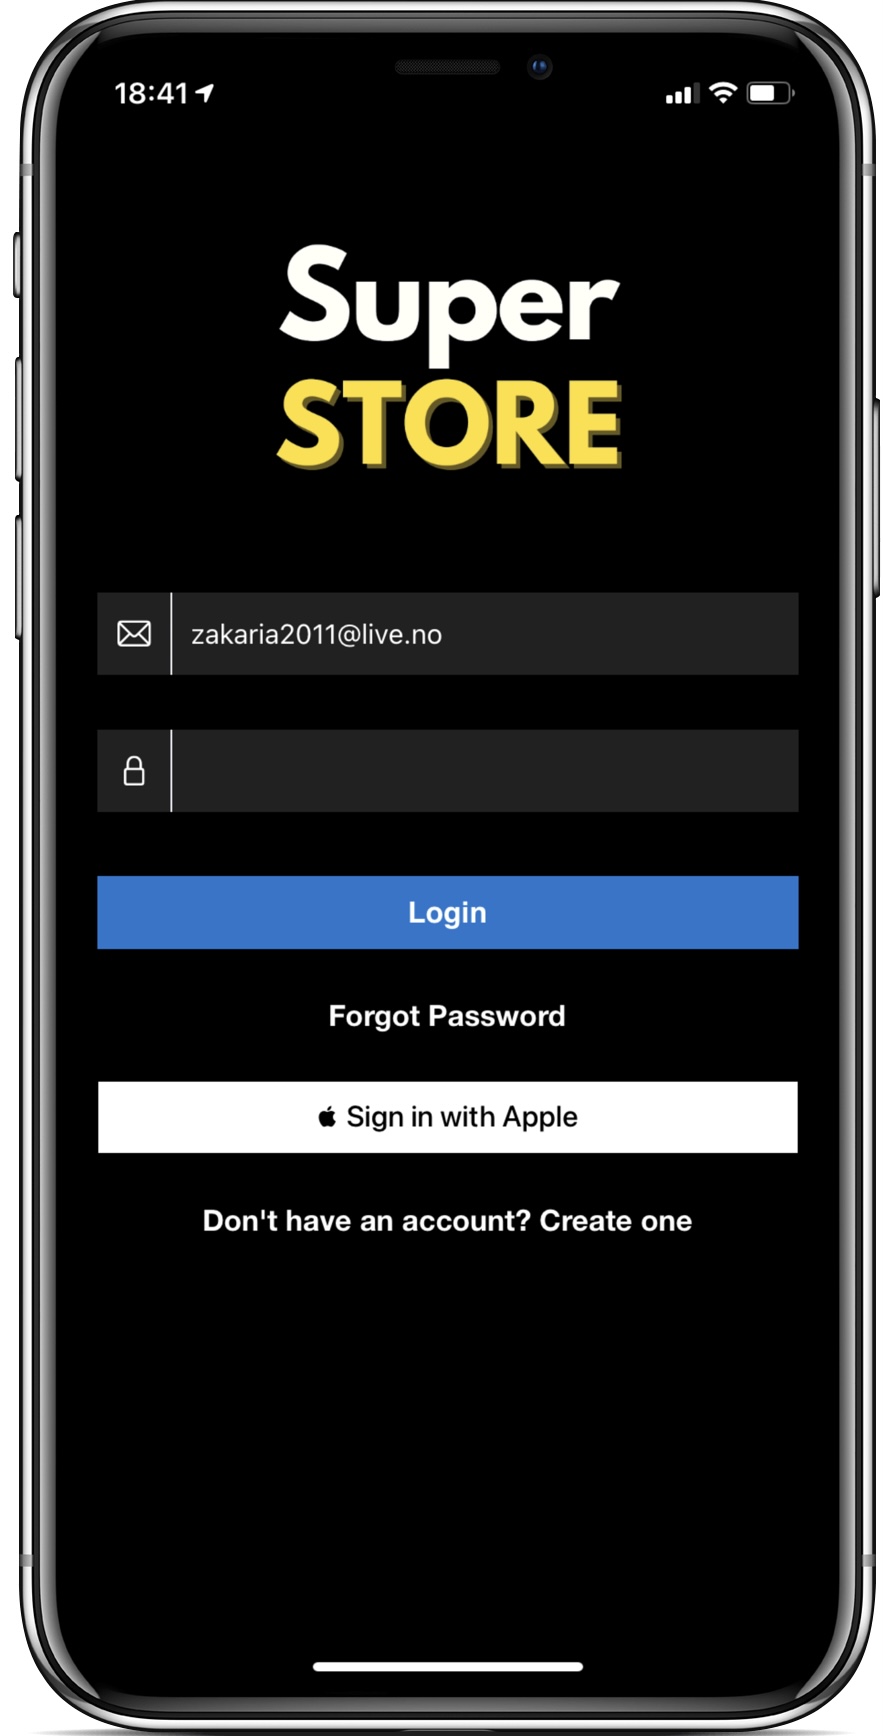 18:41
Super
STORE
zakaria2011@live.no
Login
Forgot Password
Sign in with Apple
Don't have an account? Create one